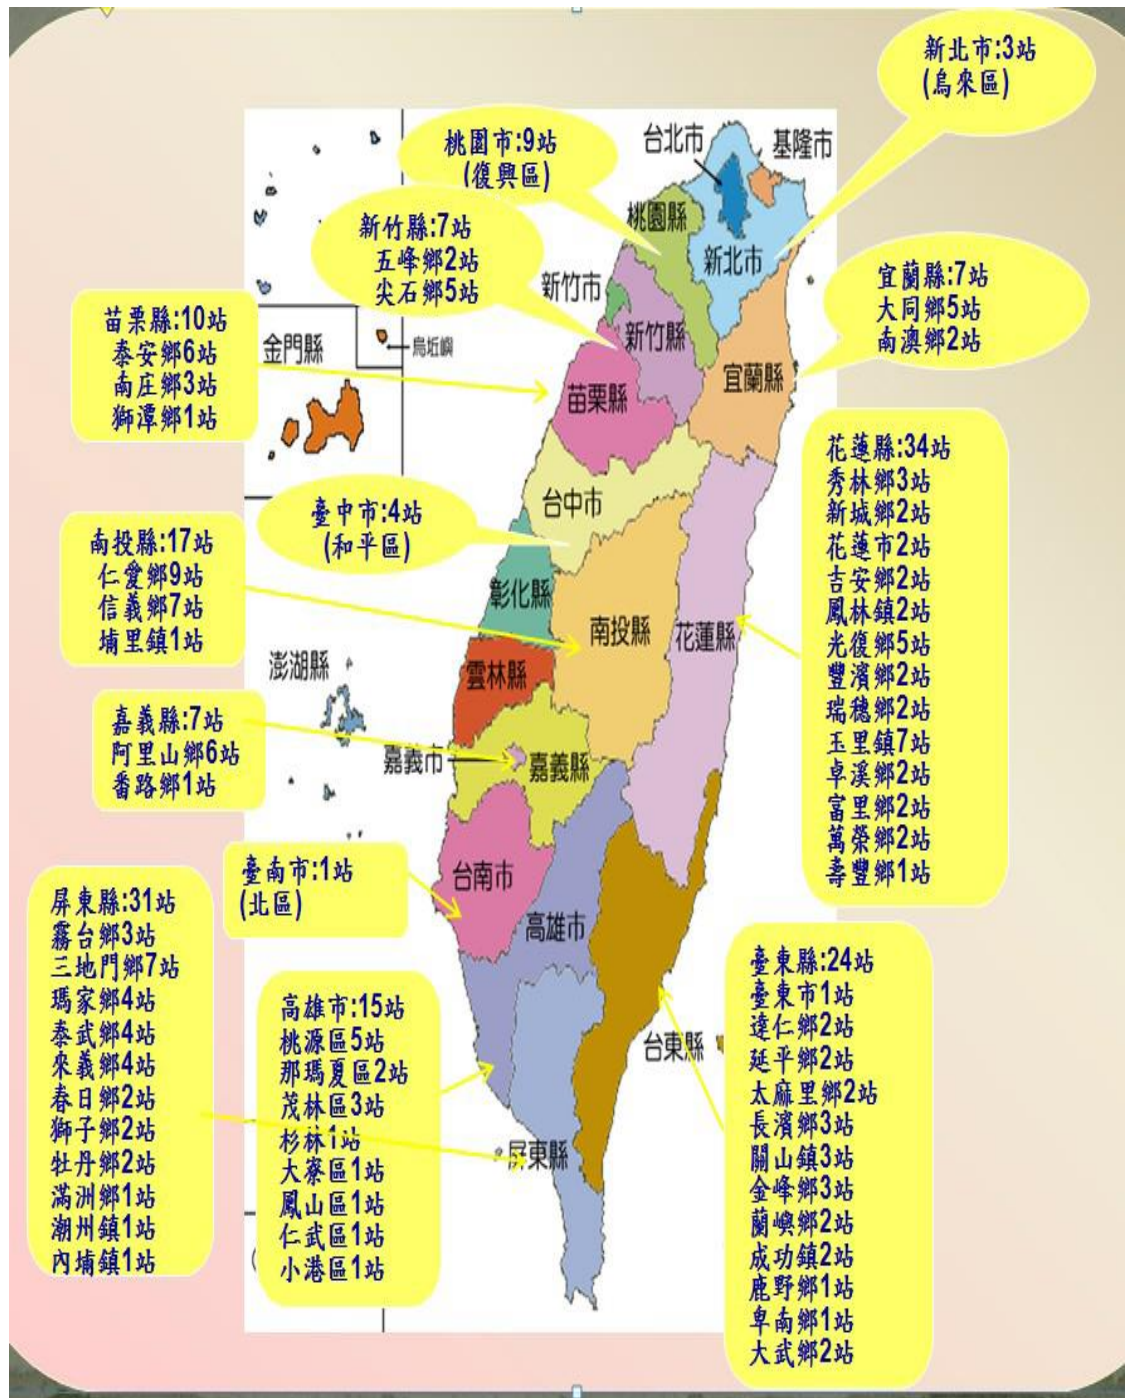 新北市:3站
(烏來區)
桃園市:9站
(復興區)
台北市
基隆市
桃園縣
新北市
新竹縣:7站
五峰鄉2站
尖石鄉5站
新竹市
新竹縣
宜蘭縣:7站
大同鄉5站
南澳鄉2站
宜蘭縣
苗栗縣:10站
泰安鄉6站
南庄鄉3站
獅潭鄉1站
金門縣
烏坵嶼
苗栗縣
花蓮縣:34站
秀林鄉3站
新城鄉2站
花蓮市2站
吉安鄉2站
鳳林鎮2站
光復鄉5站
豐濱鄉2站
瑞穗鄉2站
玉里鎮7站
卓溪鄉2站
富里鄉2站
萬榮鄉2站
壽豐鄉1站
臺中市:4站
(和平區)
台中市
南投縣:17站
仁愛鄉9站
信義鄉7站
埔里鎮1站
彰化縣
南投縣
花蓮縣
澎湖縣
雲林縣
嘉義縣:7站
阿里山鄉6站
番路鄉1站
嘉義市
嘉義縣
臺南市:1站
(北區)
台南市
高雄市
屏東縣:31站
霧台鄉3站
三地門鄉7站
瑪家鄉4站
泰武鄉4站
來義鄉4站
春日鄉2站
獅子鄉2站
牡丹鄉2站
滿洲鄉1站
潮州鎮1站
內埔鎮1站
高雄市:15站
桃源區5站
那瑪夏區2站
茂林區3站
杉林1站
大寮區1站
鳳山區1站
仁武區1站
小港區1站
屏東縣
台東縣
臺東縣:24站
臺東市1站
達仁鄉2站
延平鄉2站
太麻里鄉2站
長濱鄉3站
關山鎮3站
金峰鄉3站
蘭嶼鄉2站
成功鎮2站
鹿野鄉1站
卑南鄉1站
大武鄉2站